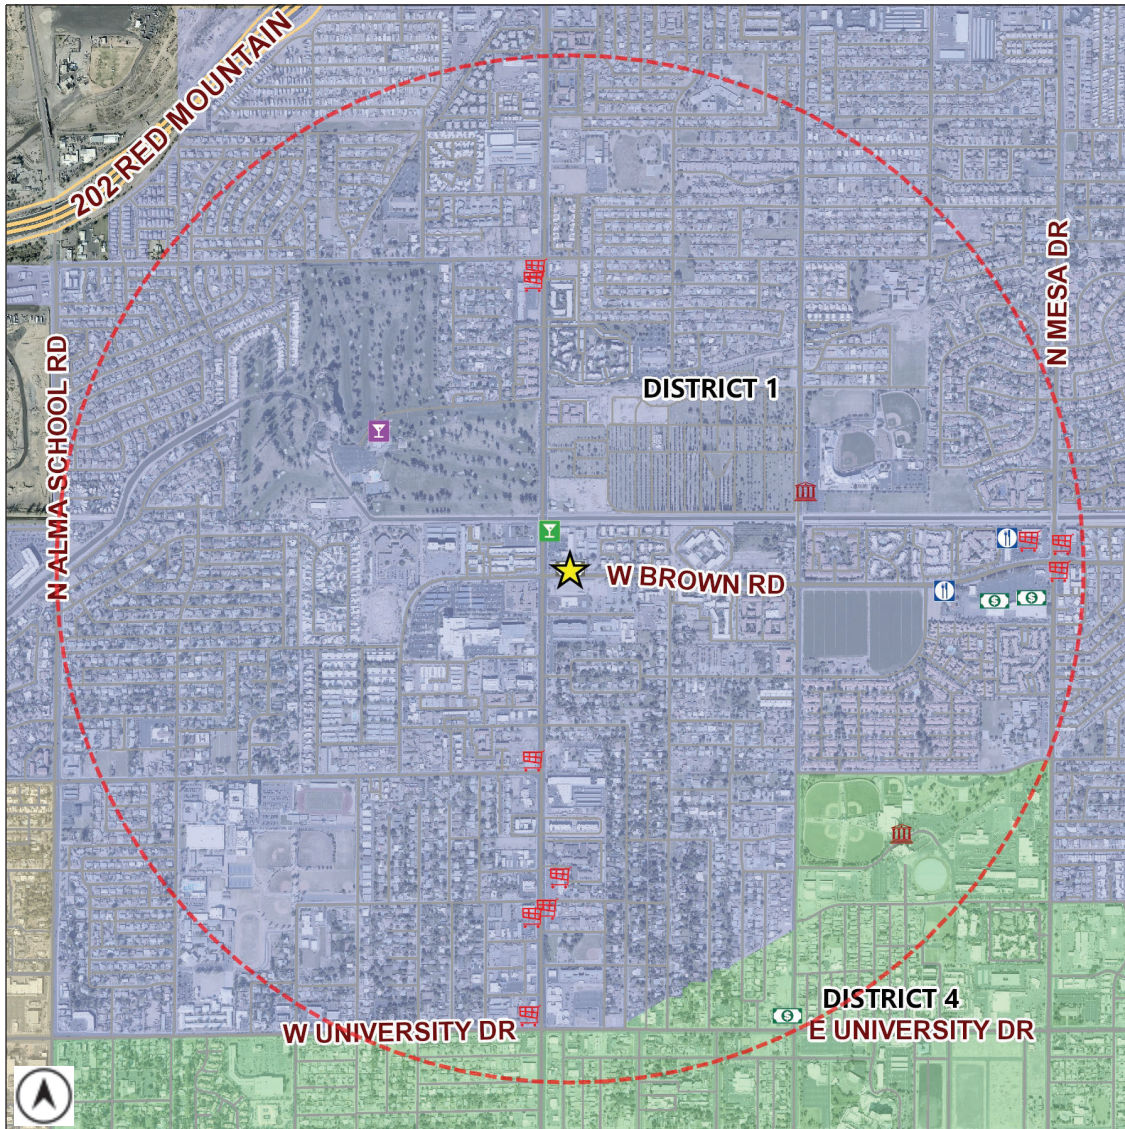 202 RED MOUNTAIN
N MESA DR
N ALMA SCHOOL RD
DISTRICT 1
W BROWN RD
DISTRICT 4
W UNIVERSITY DR
E UNIVERSITY DR